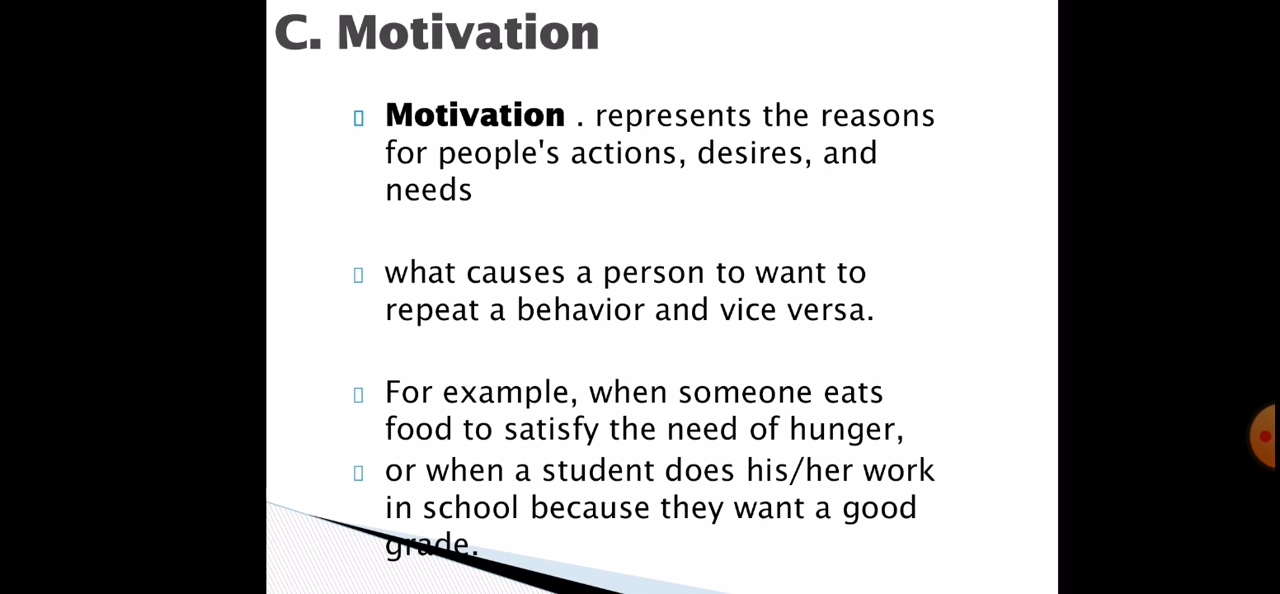 C. Motivation
Motivation . represents the reasons
for people's actions, desires, and
needs
what causes a person to want to
repeat a behavior and vice versa.
For example, when someone eats
food to satisfy the need of hunger,
or when a student does his/her work
in school because they want a good
grade.